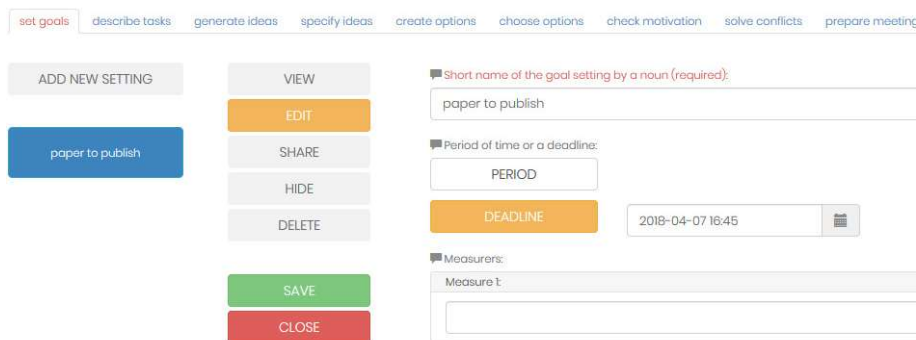 set goals describe tasks generate ideas specify ideas create options choose options check motivation solve conflicts prepare meeting
ADD NEW SETTING
paper to publish
VIEW
EDIT
SHARE
HIDE
DELETE
SAVE
CLOSE
Short name of the goal setting by a noun (required):
paper to publish
Period of time or a deadline:
PERIOD
DEADLINE 2018-04-07 16:45
Measurers:
Measure 1: